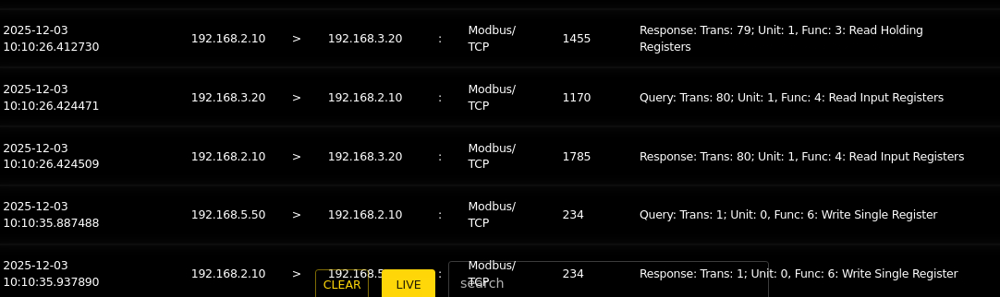 2025-12-03
10:10:26.412730
192.168.2.10 > 192.168.3.20 : Modbus/
TCP
1455
Response: Trans: 79; Unit: 1, Func: 3: Read Holding
Registers
2025-12-03
10:10:26.424471
192.168.3.20 > 192.168.2.10 : Modbus/
TCP
1170
Query: Trans: 80; Unit: 1, Func: 4: Read Input Registers
2025-12-03
10:10:26.424509
192.168.2.10 > 192.168.3.20 : Modbus/
TCP
1785
Response: Trans: 80; Unit: 1, Func: 4: Read Input Registers
2025-12-03
10:10:35.887488
192.168.5.50 > 192.168.2.10 : Modbus/
TCP
234
Query: Trans: 1; Unit: 0, Func: 6: Write Single Register
2025-12-03
10:10:35.937890
192.168.2.10 > 192.168.5 : Modbus/
TCP
234
Response: Trans: 1; Unit: 0, Func: 6: Write Single Register
CLEAR
LIVE
search